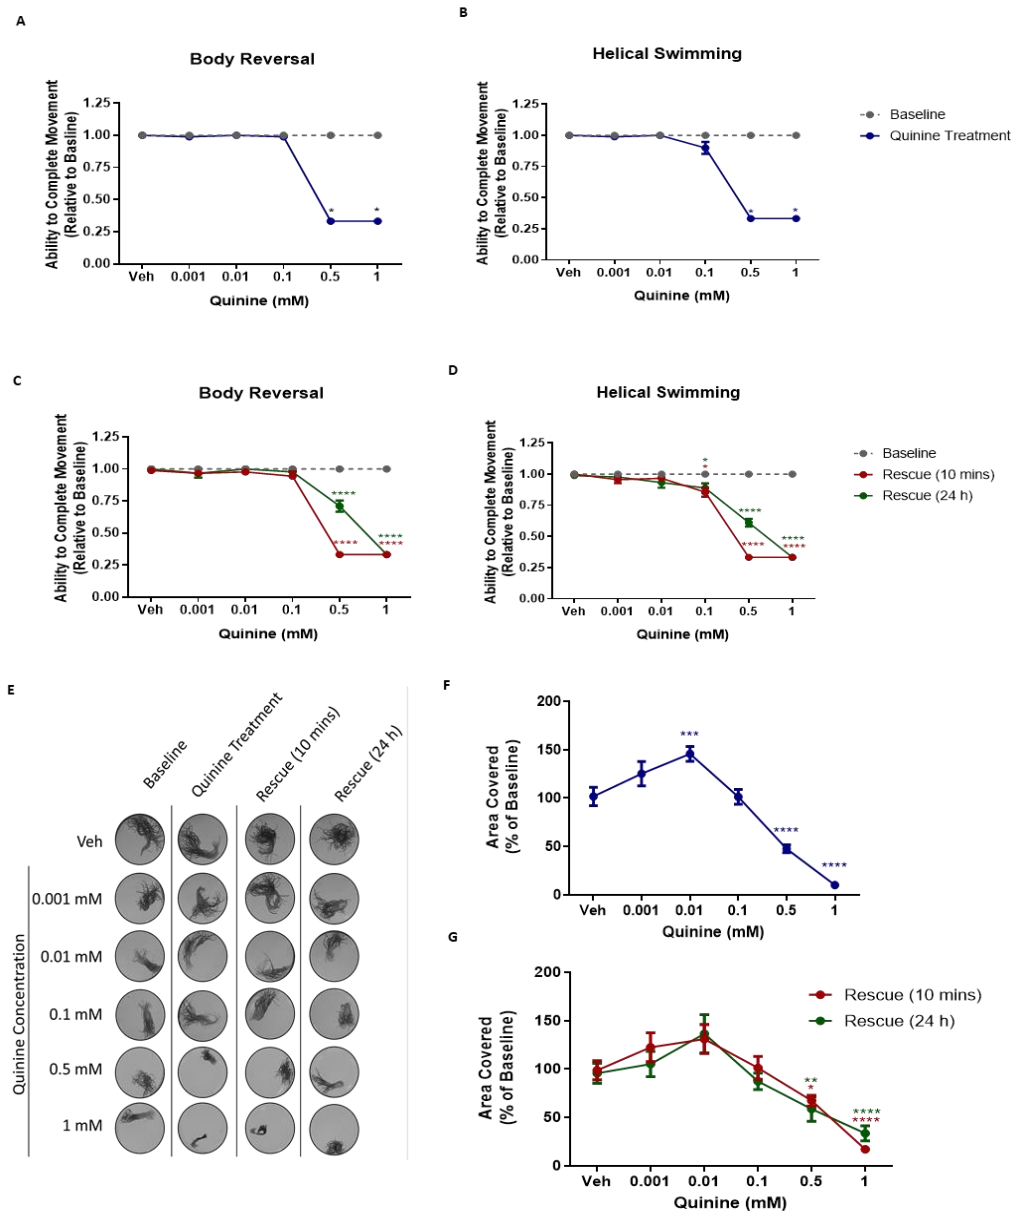 A
Body Reversal
Ability to Complete Movement
(Relative to Baseline)
1.25
1.00
0.75
0.50
0.25
0.00
*
*
Veh 0.001 0.01 0.1 0.5 1
Quinine (mM)
B
Helical Swimming
Ability to Complete Movement
(Relative to Baseline)
1.25
1.00
0.75
0.50
0.25
0.00
*
*
Veh 0.001 0.01 0.1 0.5 1
Quinine (mM)
Baseline
Quinine Treatment
C
Body Reversal
Ability to Complete Movement
(Relative to Baseline)
1.25
1.00
0.75
0.50
0.25
0.00
****
****
****
****
Veh 0.001 0.01 0.1 0.5 1
Quinine (mM)
D
Helical Swimming
Ability to Complete Movement
(Relative to Baseline)
1.25
1.00
0.75
0.50
0.25
0.00
*
*
****
****
****
****
Veh 0.001 0.01 0.1 0.5 1
Quinine (mM)
Baseline
Rescue (10 mins)
Rescue (24 h)
E
Baseline
Quinine Treatment
Rescue (10 mins)
Rescue (24 h)
Quinine Concentration
Veh
0.001 mM
0.01 mM
0.1 mM
0.5 mM
1 mM
F
Area Covered
(% of Baseline)
200
150
100
50
0
***
****
****
Veh 0.001 0.01 0.1 0.5 1
Quinine (mM)
G
Area Covered
(% of Baseline)
200
150
100
50
0
**
*
****
****
Veh 0.001 0.01 0.1 0.5 1
Quinine (mM)
Rescue (10 mins)
Rescue (24 h)